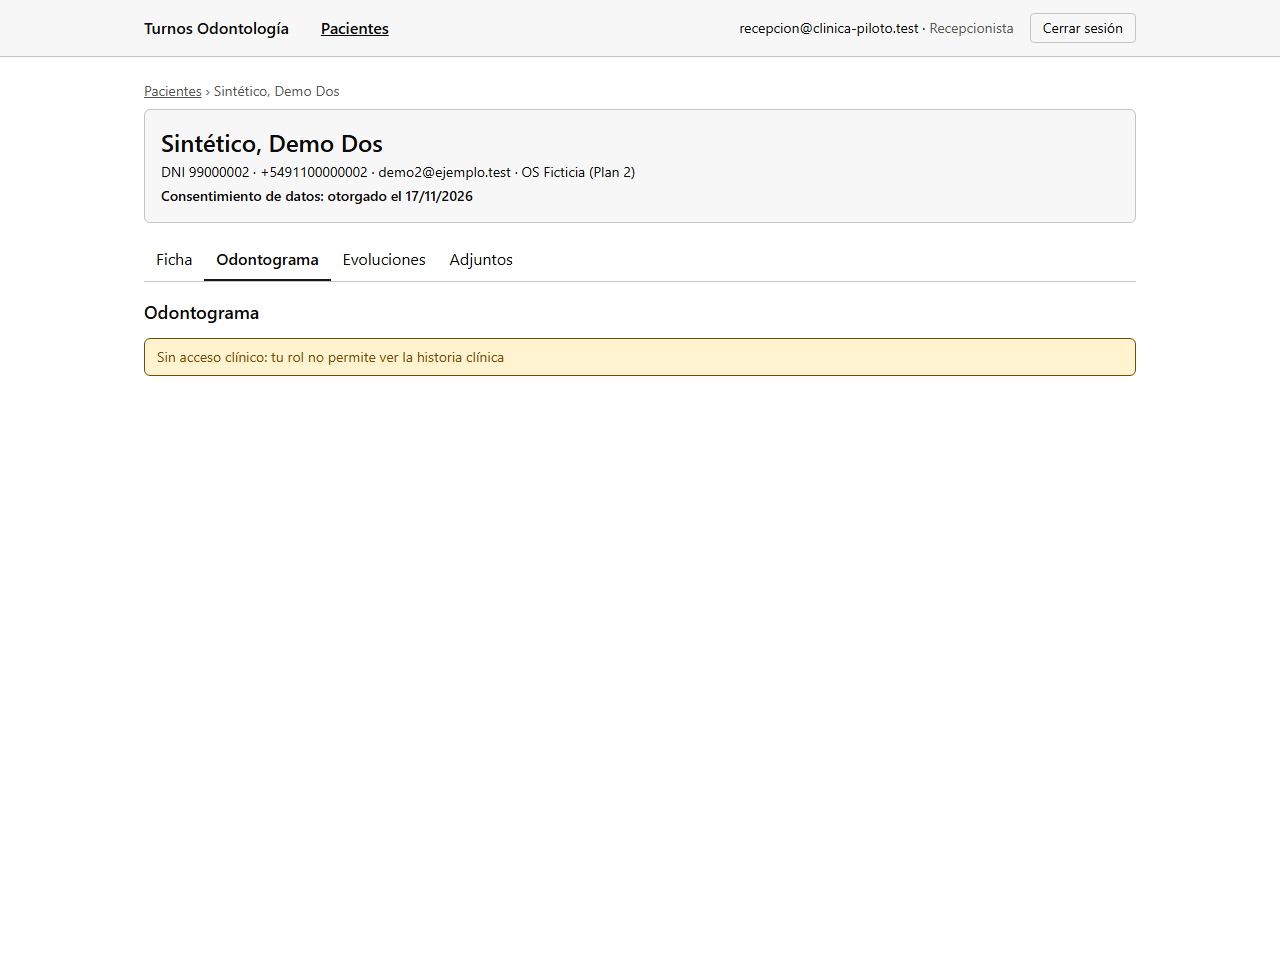 Turnos Odontología Pacientes recepcion@clinica-piloto.test · Recepcionista Cerrar sesión
Pacientes › Sintético, Demo Dos
Sintético, Demo Dos
DNI 99000002 · +5491100000002 · demo2@ejemplo.test · OS Ficticia (Plan 2)
Consentimiento de datos: otorgado el 17/11/2026
Ficha Odontograma Evoluciones Adjuntos
Odontograma
Sin acceso clínico: tu rol no permite ver la historia clínica